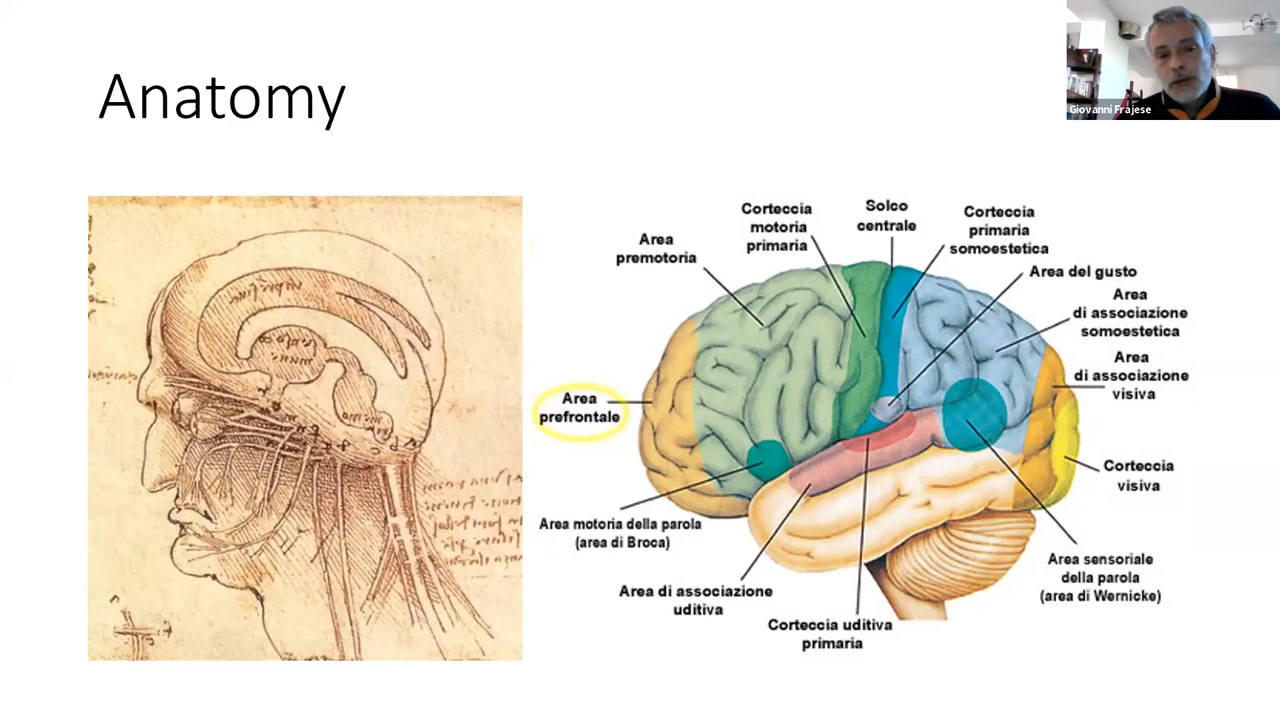 Anatomy
Giovanni Frajese
Corteccia
motoria
primaria
Solco
centrale
Corteccia
primaria
somoestetica
Area
premotoria
Area del gusto
Area
di associazione
somoestetica
Area
di associazione
visiva
Area
prefrontale
Corteccia
visiva
Area motoria della parola
(area di Broca)
Area sensoriale
della parola
(area di Wernicke)
Area di associazione
uditiva
Corteccia uditiva
primaria